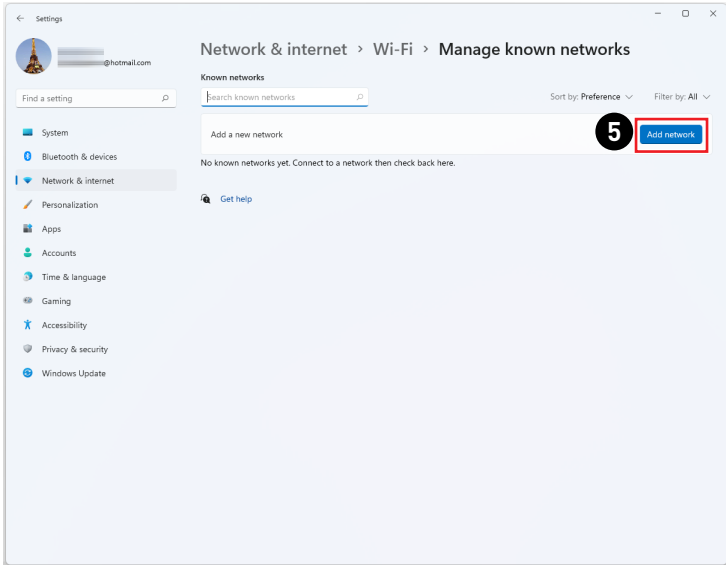 Settings
@hotmail.com
Network & internet > Wi-Fi > Manage known networks
Known networks
Find a setting
Search known networks
Sort by: Preference
Filter by: All
System
Add a new network
5
Add network
Bluetooth & devices
No known networks yet. Connect to a network then check back here.
Network & internet
Get help
Personalization
Apps
Accounts
Time & language
Gaming
Accessibility
Privacy & security
Windows Update